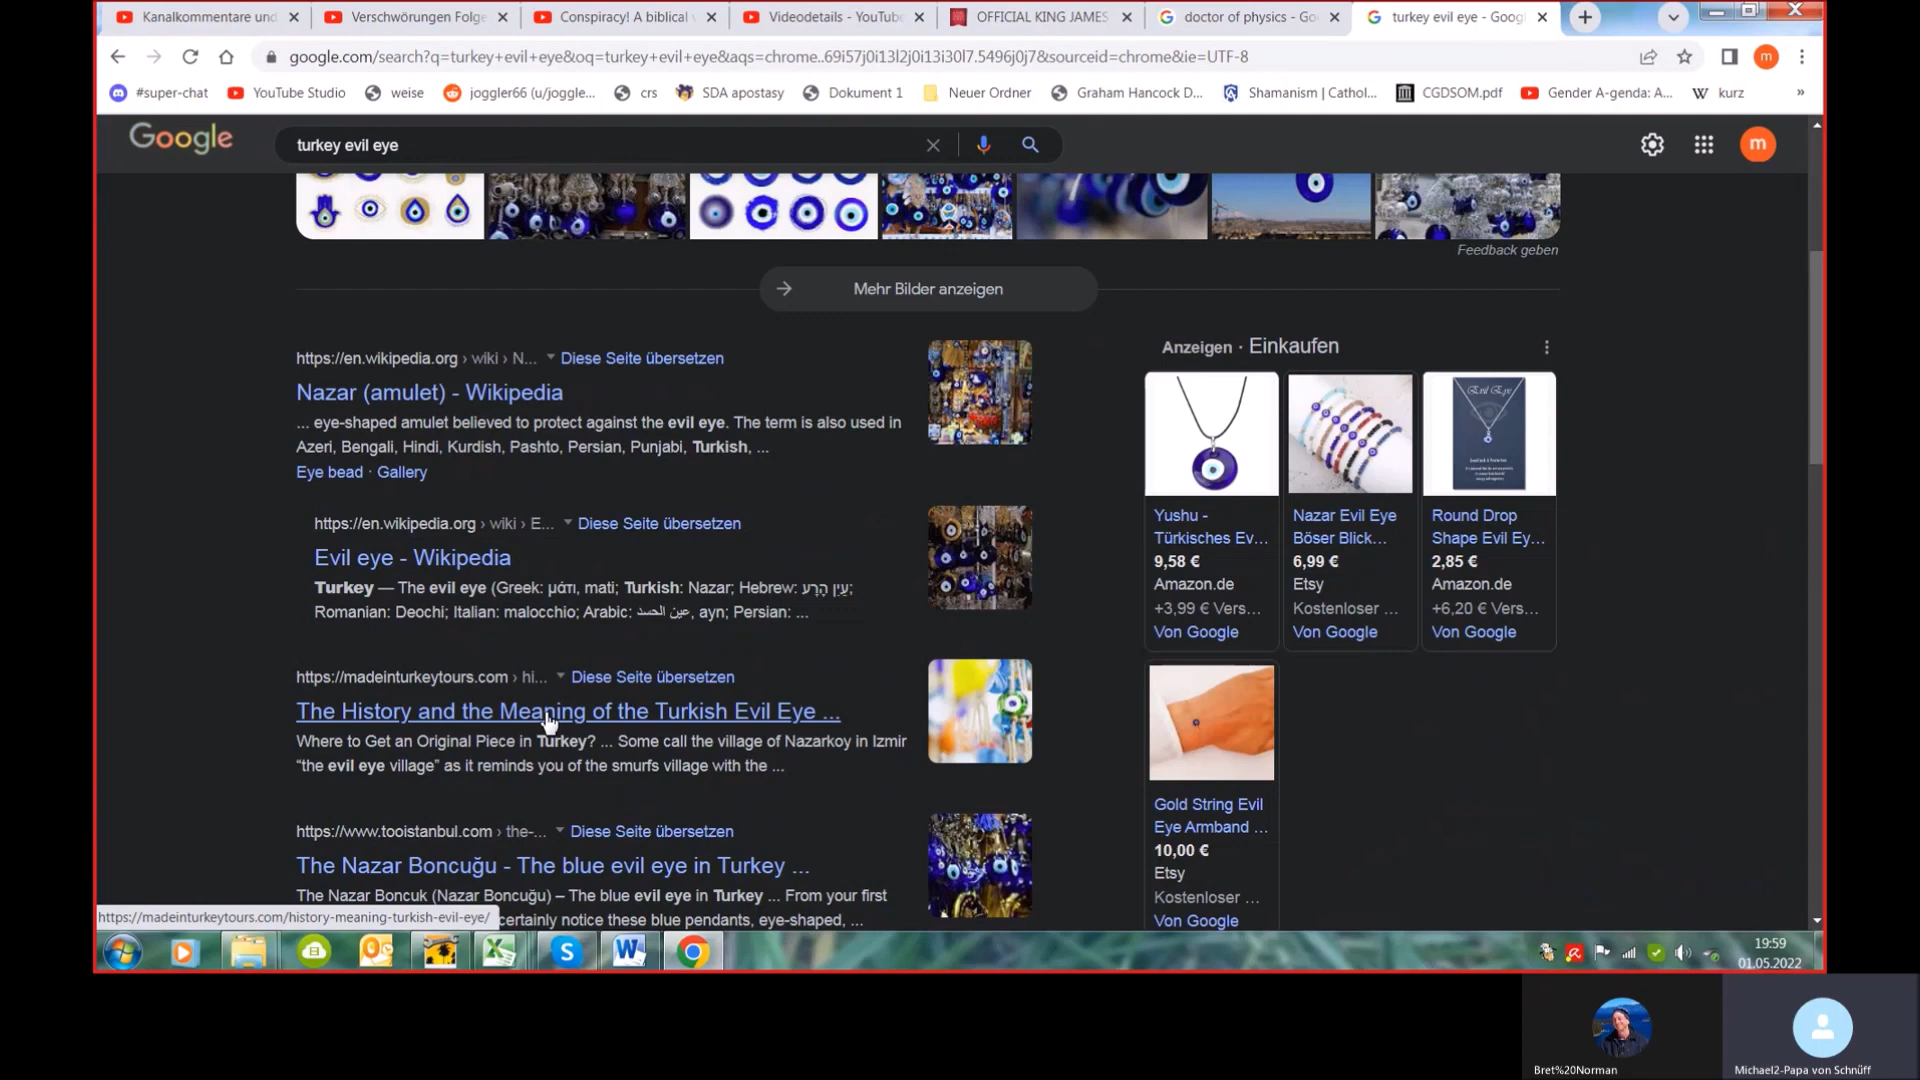 Kanalkommentare und
Verschwörungen Folge
Conspiracy! A biblical
Videodetails - YouTube
OFFICIAL KING JAMES
doctor of physics - Goo
turkey evil eye - Googl
google.com/search?q=turkey+evil+eye&oq=turkey+evil+eye&aqs=chrome..69i57j0i13l2j0i13i30l7.5496j0j7&sourceid=chrome&ie=UTF-8
m
#super-chat
YouTube Studio
weise
joggler66 (u/joggle...
crs
SDA apostasy
Dokument 1
Neuer Ordner
Graham Hancock D...
Shamanism | Cathol...
CGDSOM.pdf
Gender A-genda: A...
W kurz
»
Google
turkey evil eye
m
Feedback geben
Mehr Bilder anzeigen
https://en.wikipedia.org › wiki › N... Diese Seite übersetzen
Nazar (amulet) - Wikipedia
... eye-shaped amulet believed to protect against the evil eye. The term is also used in
Azeri, Bengali, Hindi, Kurdish, Pashto, Persian, Punjabi, Turkish, ...
Eye bead · Gallery
https://en.wikipedia.org › wiki › E... Diese Seite übersetzen
Evil eye - Wikipedia
Turkey — The evil eye (Greek: μάτι, mati; Turkish: Nazar; Hebrew: עַיִן הָרָע;
Romanian: Deochi; Italian: malocchio; Arabic: عين الحسد, ayn; Persian: ...
https://madeinturkeytours.com › hi... Diese Seite übersetzen
The History and the Meaning of the Turkish Evil Eye ...
Where to Get an Original Piece in Turkey? ... Some call the village of Nazarkoy in Izmir
“the evil eye village” as it reminds you of the smurfs village with the ...
https://www.tooistanbul.com › the-... Diese Seite übersetzen
The Nazar Boncuğu - The blue evil eye in Turkey ...
The Nazar Boncuk (Nazar Boncuğu) – The blue evil eye in Turkey ... From your first
certainly notice these blue pendants, eye-shaped, ...
https://madeinturkeytours.com/history-meaning-turkish-evil-eye/
Anzeigen · Einkaufen
Evil Eye
Yushu -
Türkisches Ev...
9,58 €
Amazon.de
+3,99 € Vers...
Von Google
Nazar Evil Eye
Böser Blick...
6,99 €
Etsy
Kostenloser ...
Von Google
Round Drop
Shape Evil Ey...
2,85 €
Amazon.de
+6,20 € Vers...
Von Google
Gold String Evil
Eye Armband ...
10,00 €
Etsy
Kostenloser ...
Von Google
19:59
01.05.2022
Bret%20Norman
Michael2-Papa von Schnüff